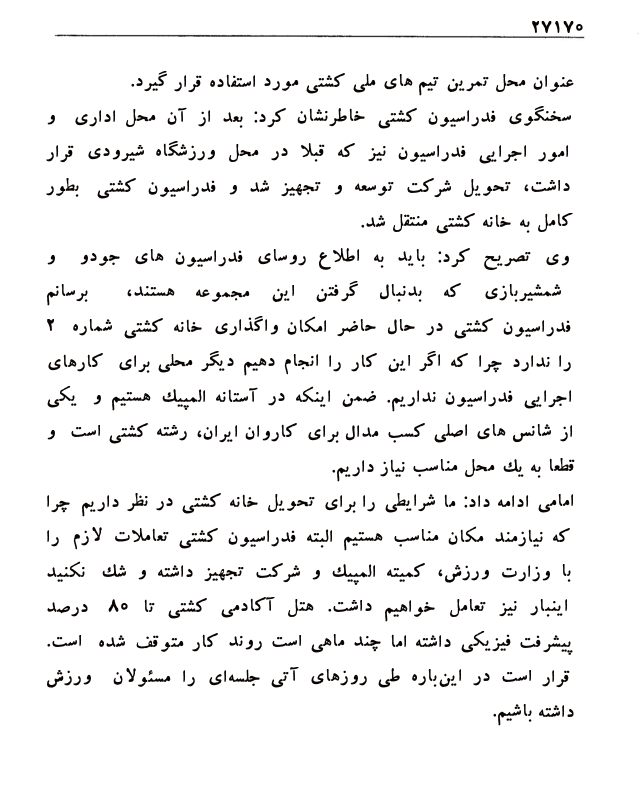 ۲۷۱۷۰
عنوان محل تمرین تیم های ملی کشتی مورد استفاده قرار گیرد.
سخنگوی فدراسیون کشتی خاطرنشان کرد: بعد از آن محل اداری و
امور اجرایی فدراسیون نیز که قبلا در محل ورزشگاه شیرودی قرار
داشت، تحویل شرکت توسعه و تجهیز شد و فدراسیون کشتی بطور
کامل به خانه کشتی منتقل شد.
وی تصریح کرد: باید به اطلاع روسای فدراسیون های جودو و
شمشیربازی که بدنبال گرفتن این مجموعه هستند، برسانم
فدراسیون کشتی در حال حاضر امکان واگذاری خانه کشتی شماره ۲
را ندارد چرا که اگر این کار را انجام دهیم دیگر محلی برای کارهای
اجرایی فدراسیون نداریم. ضمن اینکه در آستانه المپیك هستیم و یکی
از شانس های اصلی کسب مدال برای کاروان ایران، رشته کشتی است و
قطعا به یك محل مناسب نیاز داریم.
امامی ادامه داد: ما شرایطی را برای تحویل خانه کشتی در نظر داریم چرا
که نیازمند مکان مناسب هستیم البته فدراسیون کشتی تعاملات لازم را
با وزارت ورزش، کمیته المپیك و شرکت تجهیز داشته و شك نکنید
اینبار نیز تعامل خواهیم داشت. هتل آکادمی کشتی تا ۸۰ درصد
پیشرفت فیزیکی داشته اما چند ماهی است روند کار متوقف شده است.
قرار است در این‌باره طی روزهای آتی جلسه‌ای را مسئولان ورزش
داشته باشیم.